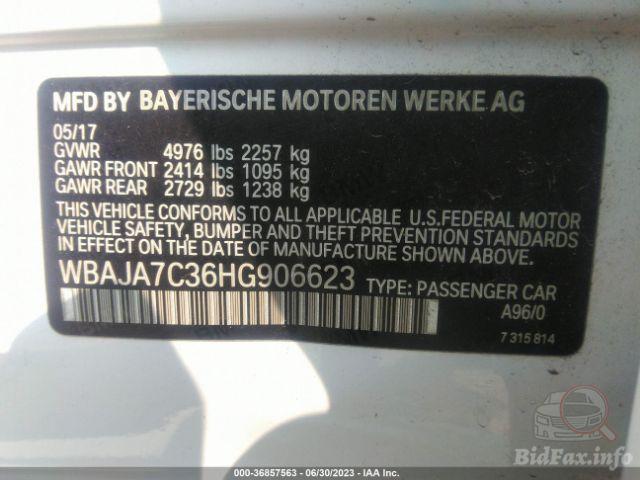 MFD BY BAYERISCHE MOTOREN WERKE AG
05/17
GVWR 4976 lbs 2257 kg
GAWR FRONT 2414 lbs 1095 kg
GAWR REAR 2729 lbs 1238 kg
THIS VEHICLE CONFORMS TO ALL APPLICABLE U.S.FEDERAL MOTOR
VEHICLE SAFETY, BUMPER AND THEFT PREVENTION STANDARDS
IN EFFECT ON THE DATE OF MANUFACTURE SHOWN ABOVE.
WBAJA7C36HG906623 TYPE: PASSENGER CAR
A96/0
7 315 814
BidFax.info
000-36857563 - 06/30/2023 - IAA Inc.